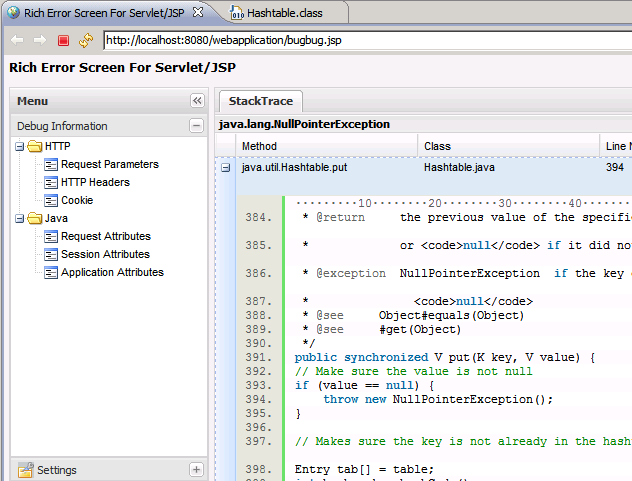 Rich Error Screen For Servlet/JSP
Hashtable.class
http://localhost:8080/webapplication/bugbug.jsp
Rich Error Screen For Servlet/JSP
Menu
Debug Information
HTTP
Request Parameters
HTTP Headers
Cookie
Java
Request Attributes
Session Attributes
Application Attributes
Settings
StackTrace
java.lang.NullPointerException
Method Class Line N
java.util.Hashtable.put Hashtable.java 394
·········10········20········30········40
384. * @return the previous value of the specifi
385. * or <code>null</code> if it did no
386. * @exception NullPointerException if the key
387. * <code>null</code>
388. * @see Object#equals(Object)
389. * @see #get(Object)
390. */
391. public synchronized V put(K key, V value) {
392. // Make sure the value is not null
393. if (value == null) {
394. throw new NullPointerException();
395. }
396.
397. // Makes sure the key is not already in the hash
398. Entry tab[] = table;